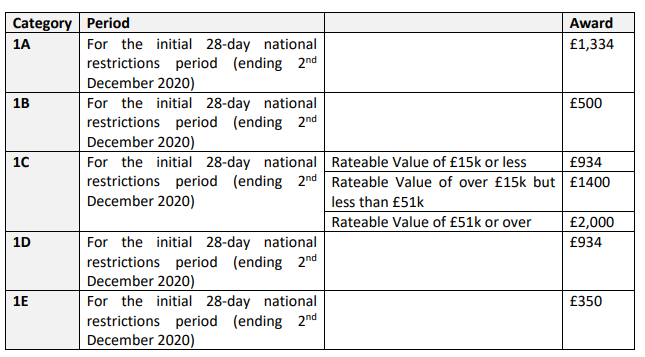 Category Period Award
1A For the initial 28-day national £1,334
restrictions period (ending 2nd
December 2020)
1B For the initial 28-day national £500
restrictions period (ending 2nd
December 2020)
1C For the initial 28-day national Rateable Value of £15k or less £934
restrictions period (ending 2nd Rateable Value of over £15k but £1400
December 2020) less than £51k
Rateable Value of £51k or over £2,000
1D For the initial 28-day national £934
restrictions period (ending 2nd
December 2020)
1E For the initial 28-day national £350
restrictions period (ending 2nd
December 2020)